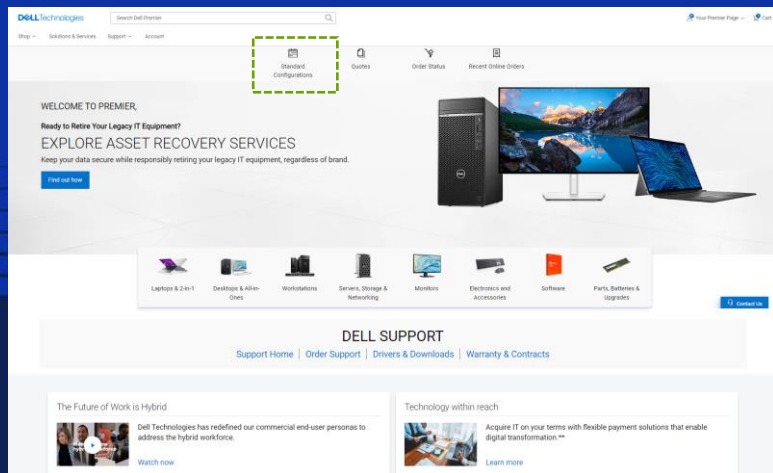 DELL Technologies
Search Dell Premier
Your Premier Page
Cart
Shop
Solutions & Services
Support
Account
Standard
Configurations
Quotes
Order Status
Recent Online Orders
WELCOME TO PREMIER,
Ready to Retire Your Legacy IT Equipment?
EXPLORE ASSET RECOVERY SERVICES
Keep your data secure while responsibly retiring your legacy IT equipment, regardless of brand.
Find out how
Laptops & 2-in-1
Desktops & All-in-
Ones
Workstations
Servers, Storage &
Networking
Monitors
Electronics and
Accessories
Software
Parts, Batteries &
Upgrades
Contact Us
DELL SUPPORT
Support Home | Order Support | Drivers & Downloads | Warranty & Contracts
The Future of Work is Hybrid
Dell Technologies has redefined our commercial end-user personas to
address the hybrid workforce.
Watch now
Technology within reach
Acquire IT on your terms with flexible payment solutions that enable
digital transformation.**
Learn more